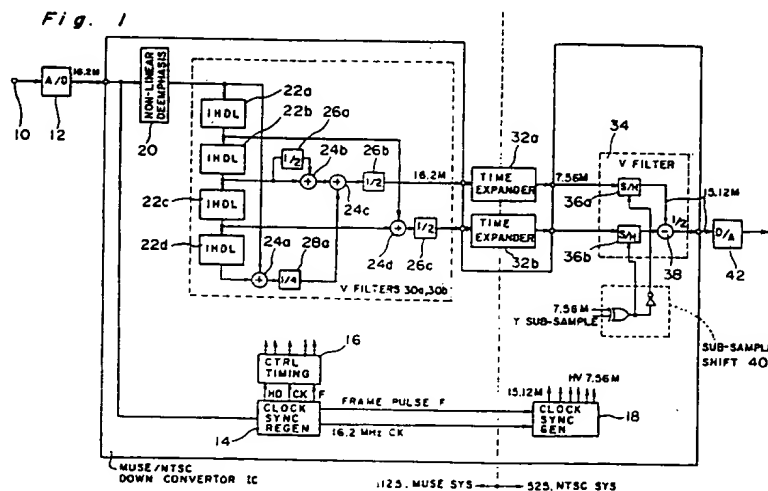 Fig. 1
A/D
16.2M
10
12
NON-LINEAR
DEEMPHASIS
20
1HDL
22a
1HDL
22b
1HDL
22c
1HDL
22d
1/2
26a
24b
1/2
26b
24c
24a
1/4
28a
24d
1/2
26c
V FILTERS 30a, 30b
16.2M
TIME
EXPANDER
32a
TIME
EXPANDER
32b
7.56M
34
V FILTER
S/H
36a
S/H
36b
15.12M
1/2
38
D/A
42
7.56M
Y SUB-SAMPLE
SUB-SAMPLE
SHIFT 40
CTRL
TIMING
16
HD CK F
CLOCK
SYNC
REGEN
14
FRAME PULSE F
16.2 MHz CK
15.12M
HV 7.56M
CLOCK
SYNC
GEN
18
MUSE/NTSC
DOWN CONVERTOR IC
1125, MUSE SYS
525, NTSC SYS